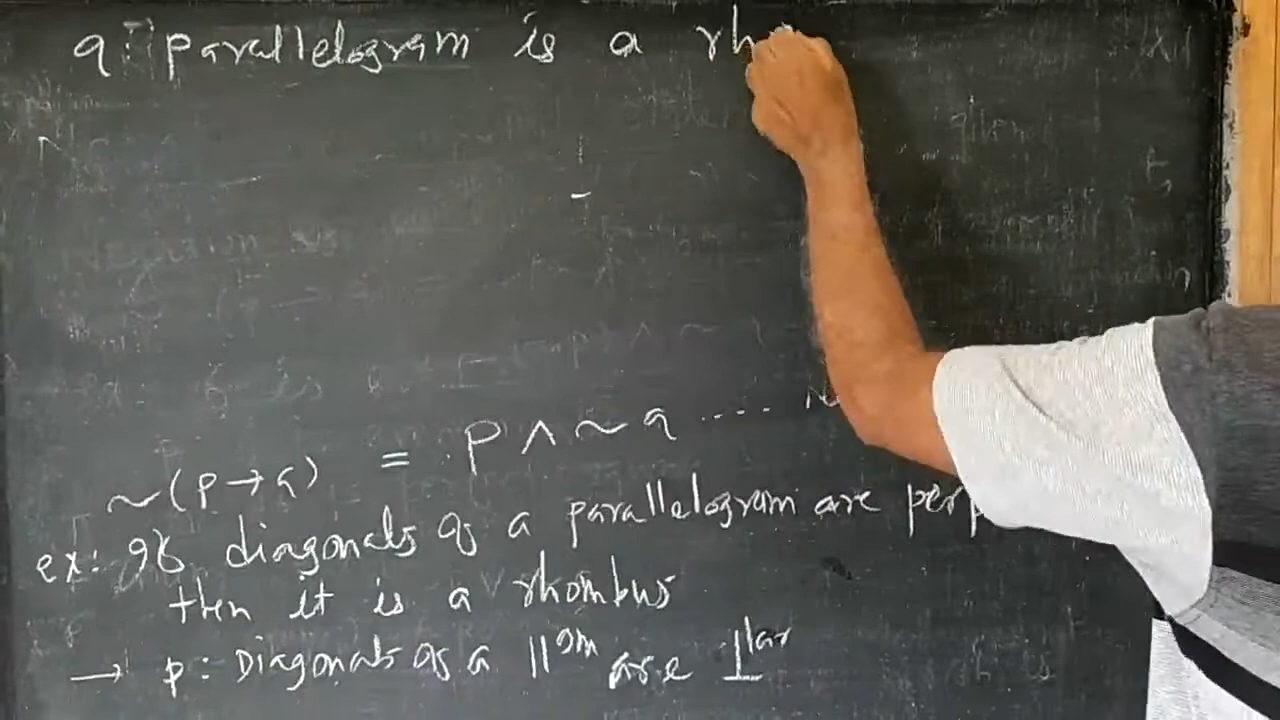 q : parallelogram is a rh
~(p→q) = p ∧ ~q ....
ex: If diagonals of a parallelogram are perp
then it is a rhombus
→ p: Diagonals of a ||gm are ⊥lar